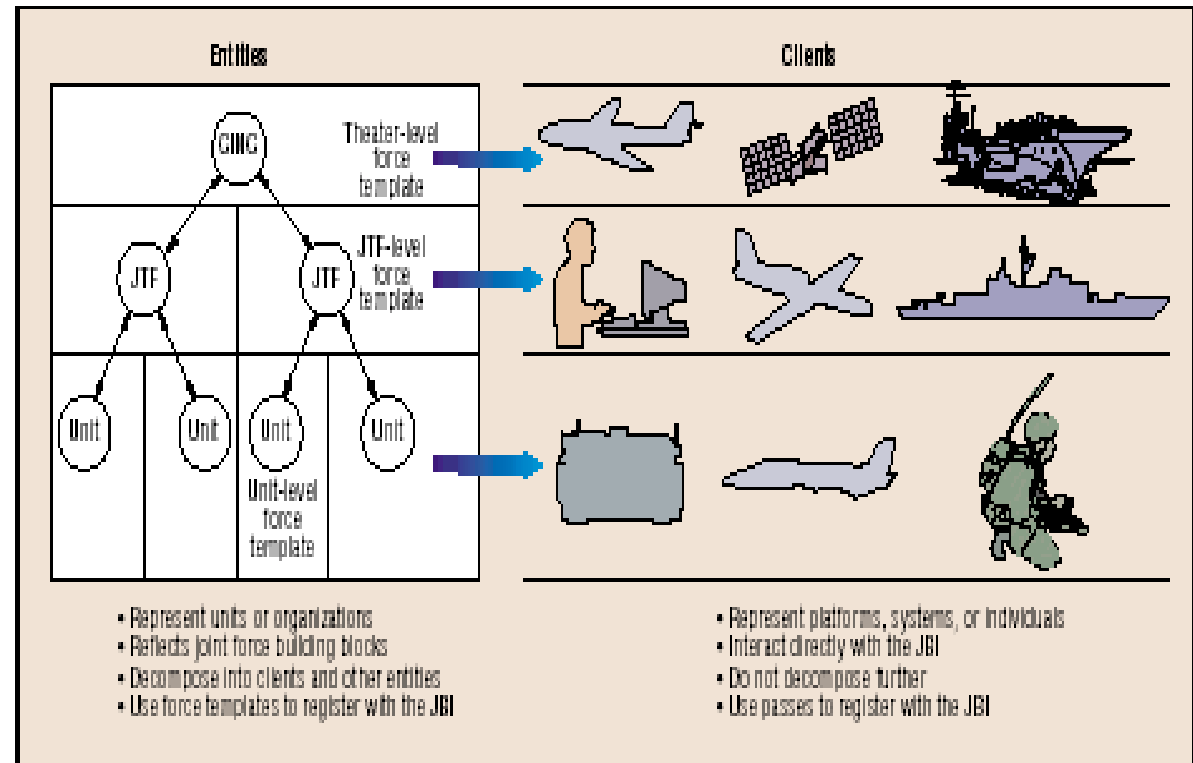 Entities
Clients
CINC
Theater-level
force
template
JTF
JTF
JTF-level
force
template
Unit
Unit
Unit
Unit
Unit-level
force
template
• Represent units or organizations
• Reflects joint force building blocks
• Decompose into clients and other entities
• Use force templates to register with the JBI
• Represent platforms, systems, or individuals
• Interact directly with the JBI
• Do not decompose further
• Use passes to register with the JBI